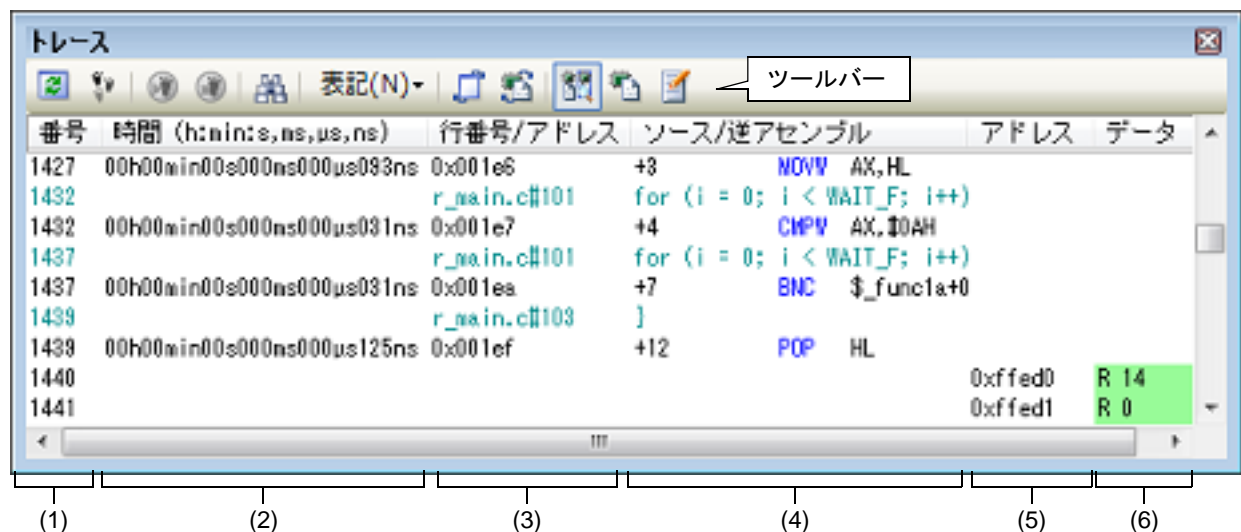 トレース
表記(N)
ツールバー
番号 時間 (h:min:s,ms,μs,ns) 行番号/アドレス ソース/逆アセンブル アドレス データ
1427 00h00min00s000ms000μs093ns 0x001e6 +3 MOVW AX,HL
1432 r_main.c#101 for (i = 0; i < WAIT_F; i++)
1432 00h00min00s000ms000μs031ns 0x001e7 +4 CMPW AX,#0AH
1437 r_main.c#101 for (i = 0; i < WAIT_F; i++)
1437 00h00min00s000ms000μs031ns 0x001ea +7 BNC $_func1a+0
1439 r_main.c#103 }
1439 00h00min00s000ms000μs125ns 0x001ef +12 POP HL
1440 0xffed0 R 14
1441 0xffed1 R 0
(1) (2) (3) (4) (5) (6)